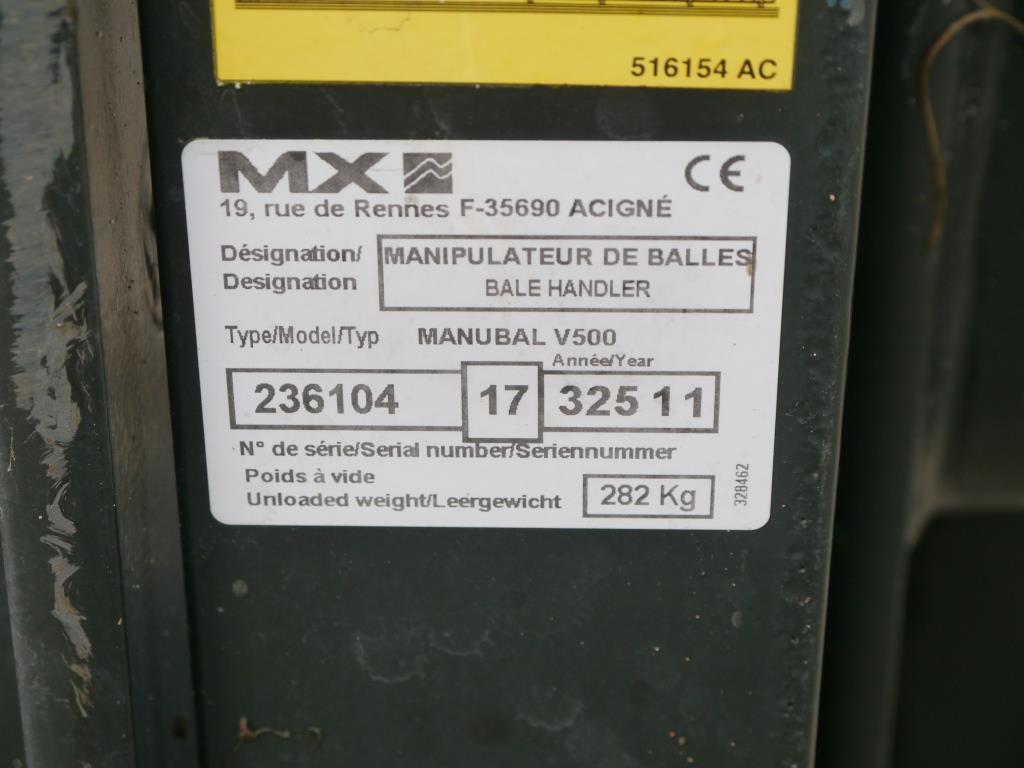 516154 AC
MX CE
19, rue de Rennes F-35690 ACIGNÉ
Désignation/ MANIPULATEUR DE BALLES
Designation BALE HANDLER
Type/Model/Typ MANUBAL V500
Année/Year
236104 17 325 1 1
N° de série/Serial number/Seriennummer
Poids à vide
Unloaded weight/Leergewicht 282 Kg
328462